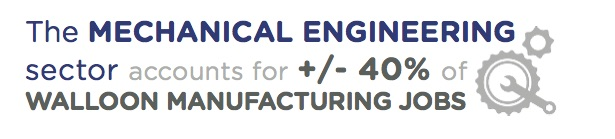 The MECHANICAL ENGINEERING
sector accounts for +/- 40% of
WALLOON MANUFACTURING JOBS